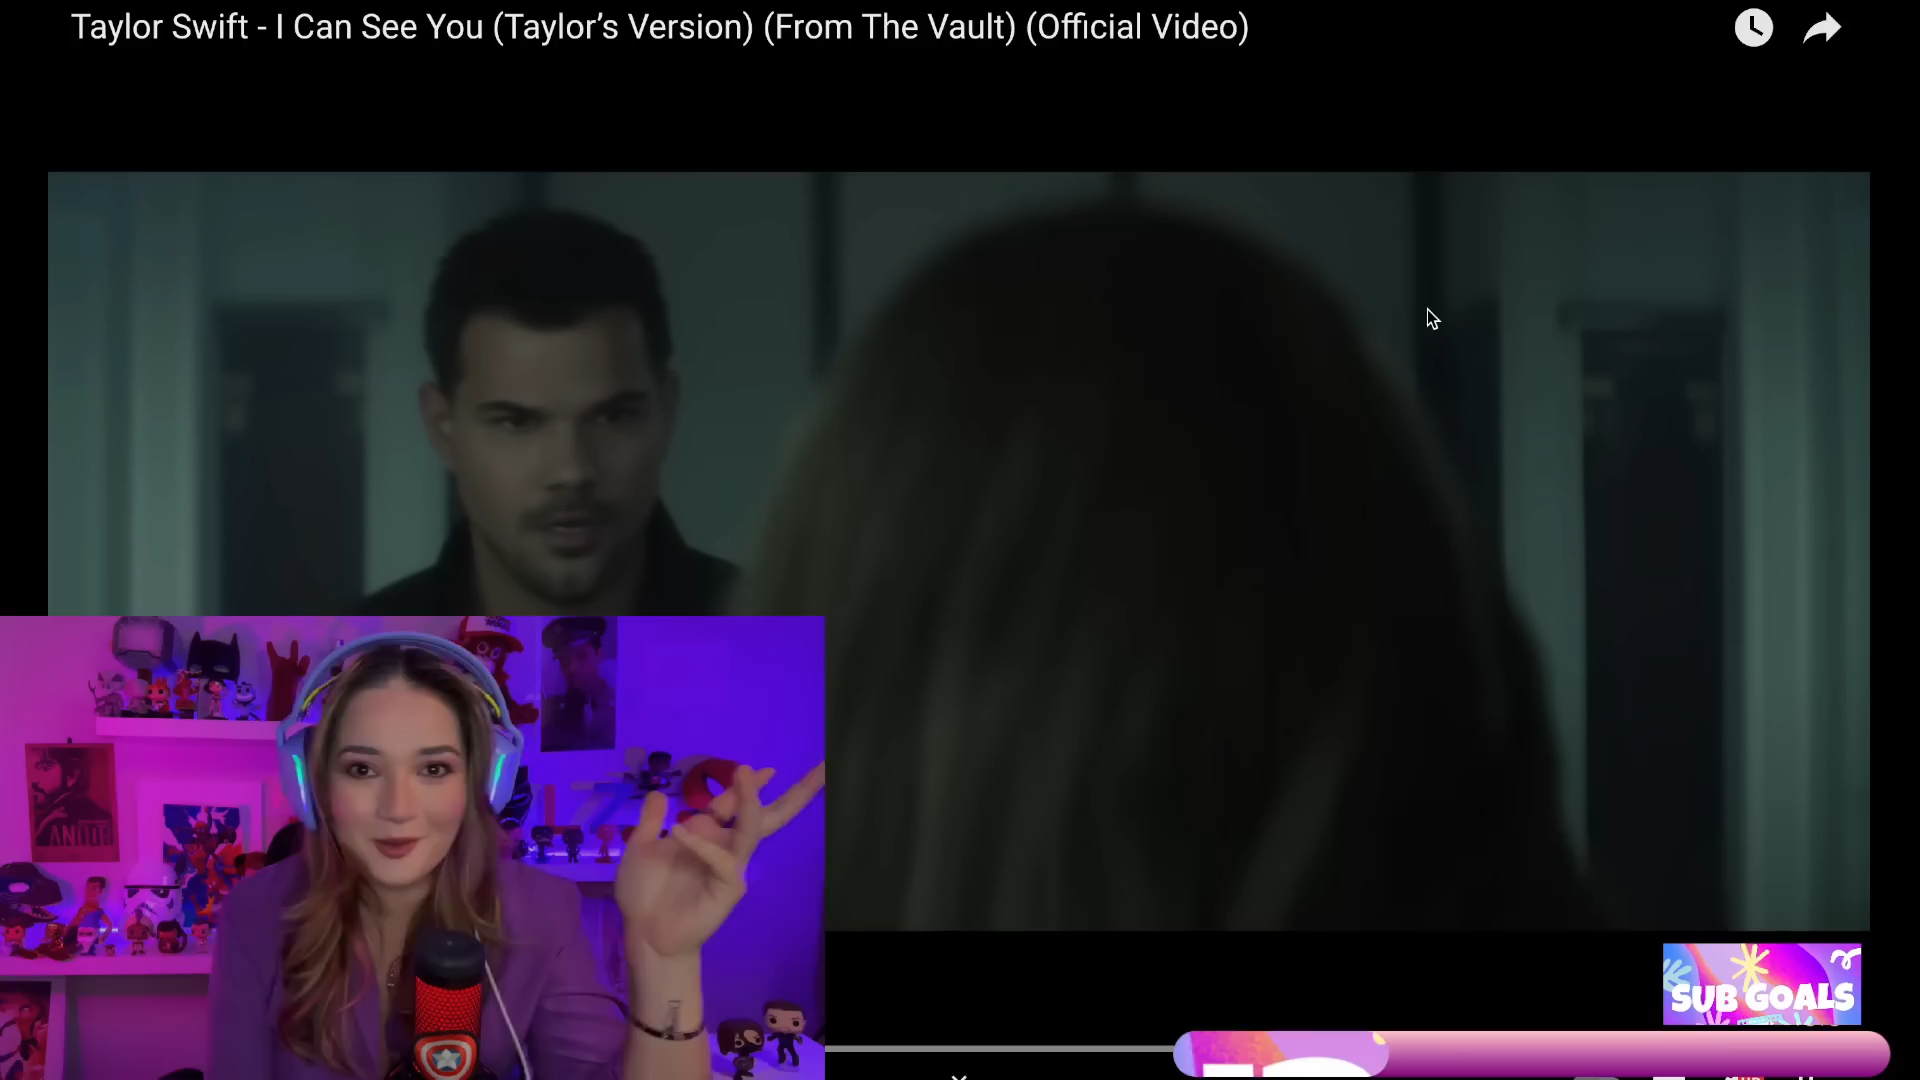 Taylor Swift - I Can See You (Taylor’s Version) (From The Vault) (Official Video)
ANDOR
SUB GOALS